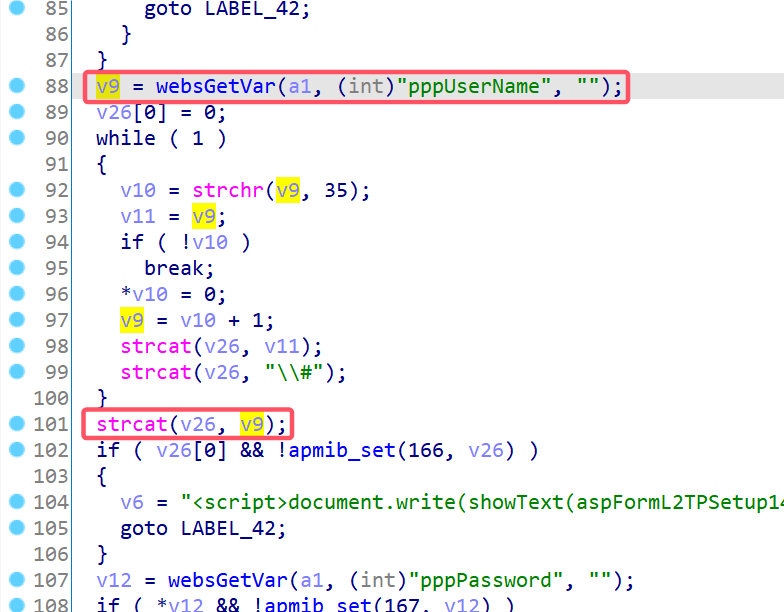 85 goto LABEL_42;
86 }
87 }
88 v9 = websGetVar(a1, (int)"pppUserName", "");
89 v26[0] = 0;
90 while ( 1 )
91 {
92 v10 = strchr(v9, 35);
93 v11 = v9;
94 if ( !v10 )
95 break;
96 *v10 = 0;
97 v9 = v10 + 1;
98 strcat(v26, v11);
99 strcat(v26, "\\#");
100 }
101 strcat(v26, v9);
102 if ( v26[0] && !apmib_set(166, v26) )
103 {
104 v6 = "<script>document.write(showText(aspFormL2TPSetup14
105 goto LABEL_42;
106 }
107 v12 = websGetVar(a1, (int)"pppPassword", "");
108 if ( *v12 && !apmib_set(167, v12) )